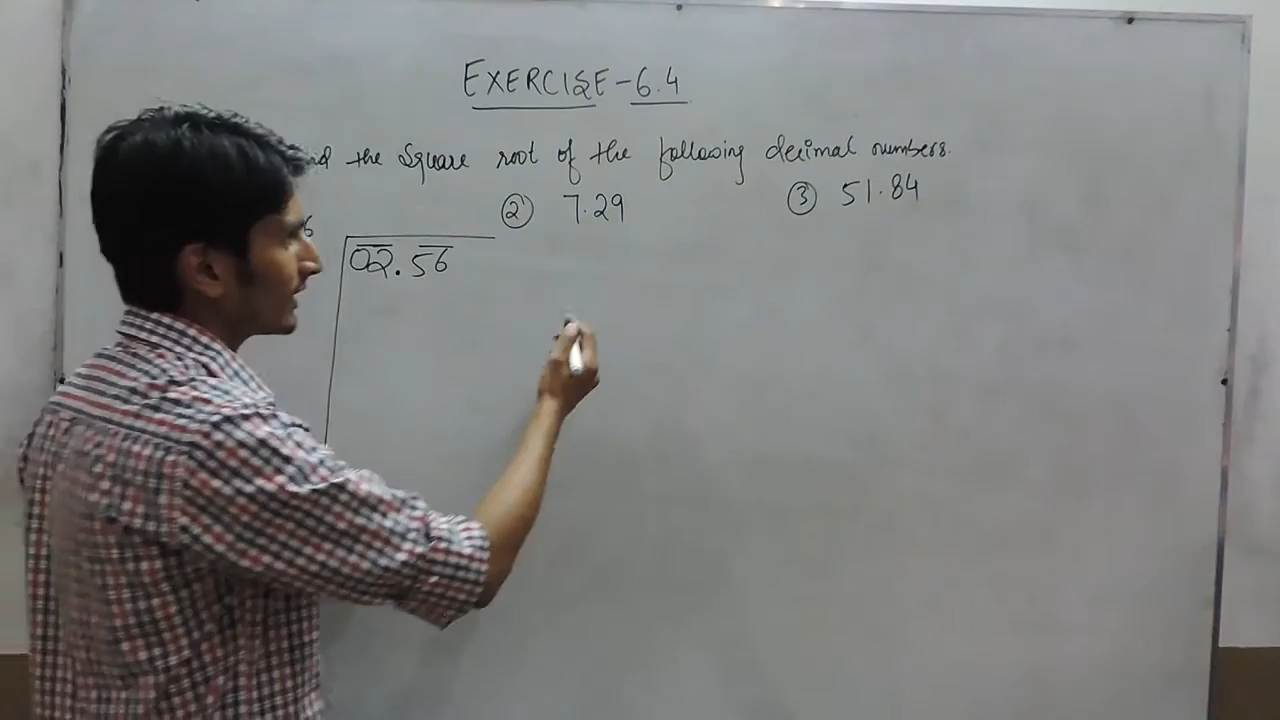 EXERCISE-6.4
the Square root of the following decimal numbers.
② 7.29 ③ 51.84
6
02.56